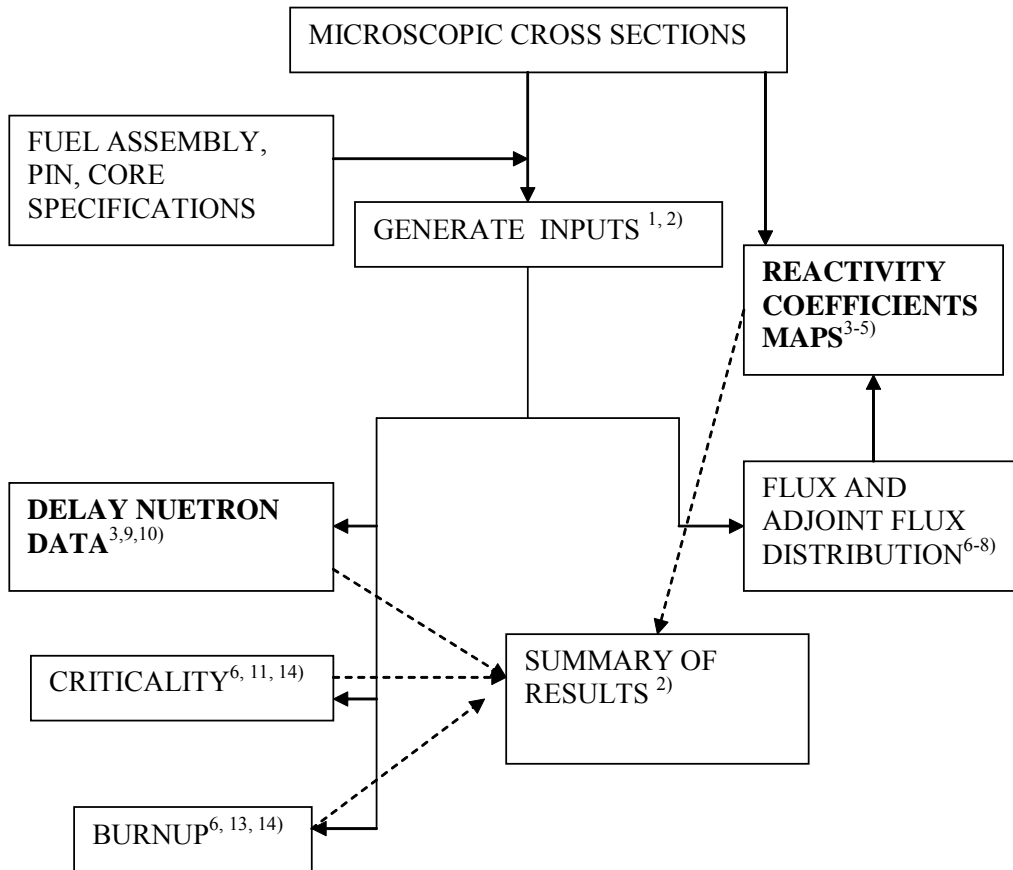 MICROSCOPIC CROSS SECTIONS
FUEL ASSEMBLY,
PIN, CORE
SPECIFICATIONS
GENERATE INPUTS 1, 2)
REACTIVITY
COEFFICIENTS
MAPS3-5)
DELAY NUETRON
DATA3,9,10)
FLUX AND
ADJOINT FLUX
DISTRIBUTION6-8)
CRITICALITY6, 11, 14)
SUMMARY OF
RESULTS 2)
BURNUP6, 13, 14)